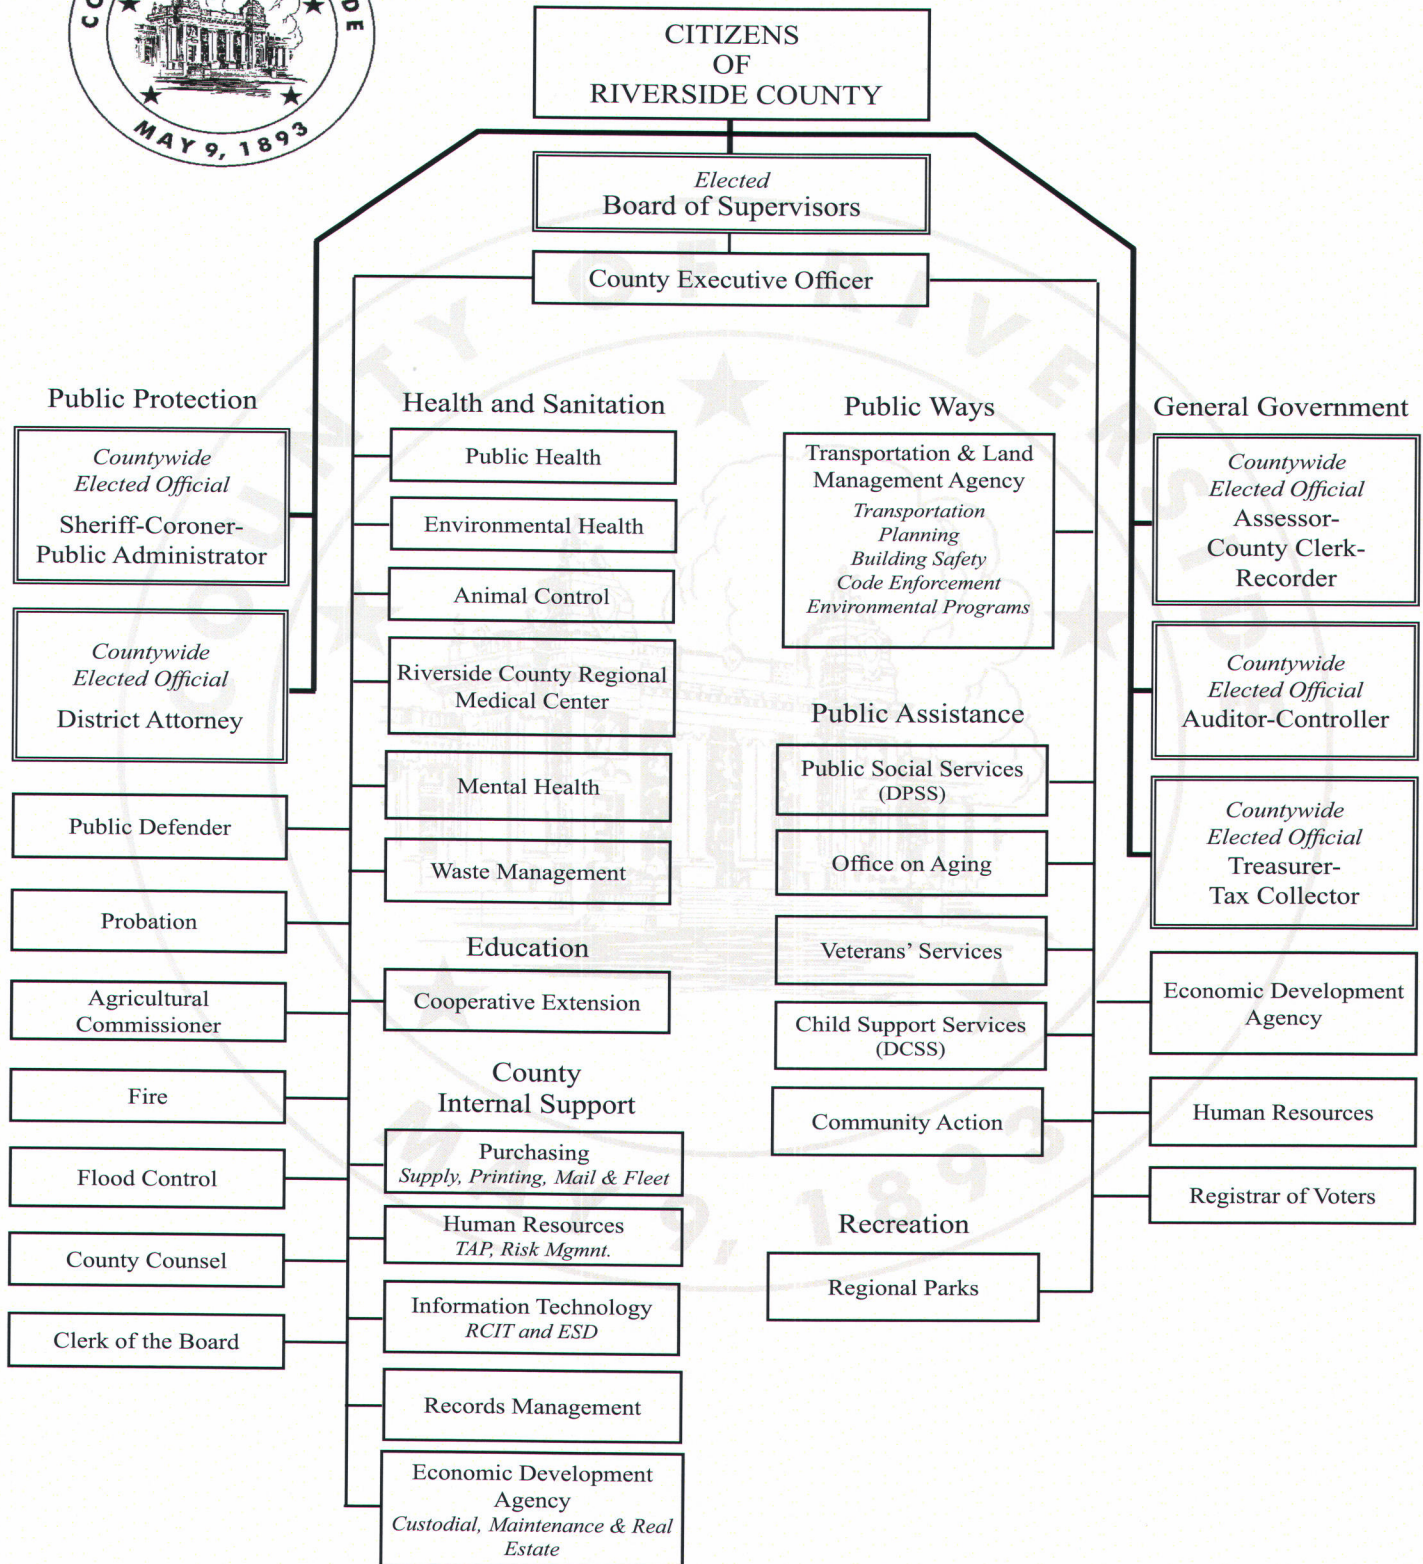 CO
DE
MAY 9, 1893
CITIZENS
OF
RIVERSIDE COUNTY
Elected
Board of Supervisors
County Executive Officer
Public Protection
Countywide
Elected Official
Sheriff-Coroner-
Public Administrator
Countywide
Elected Official
District Attorney
Public Defender
Probation
Agricultural
Commissioner
Fire
Flood Control
County Counsel
Clerk of the Board
Health and Sanitation
Public Health
Environmental Health
Animal Control
Riverside County Regional
Medical Center
Mental Health
Waste Management
Education
Cooperative Extension
County
Internal Support
Purchasing
Supply, Printing, Mail & Fleet
Human Resources
TAP, Risk Mgmnt.
Information Technology
RCIT and ESD
Records Management
Economic Development
Agency
Custodial, Maintenance & Real
Estate
Public Ways
Transportation & Land
Management Agency
Transportation
Planning
Building Safety
Code Enforcement
Environmental Programs
Public Assistance
Public Social Services
(DPSS)
Office on Aging
Veterans’ Services
Child Support Services
(DCSS)
Community Action
Recreation
Regional Parks
General Government
Countywide
Elected Official
Assessor-
County Clerk-
Recorder
Countywide
Elected Official
Auditor-Controller
Countywide
Elected Official
Treasurer-
Tax Collector
Economic Development
Agency
Human Resources
Registrar of Voters
COUNTY OF RIVERSIDE
MAY 9, 1893